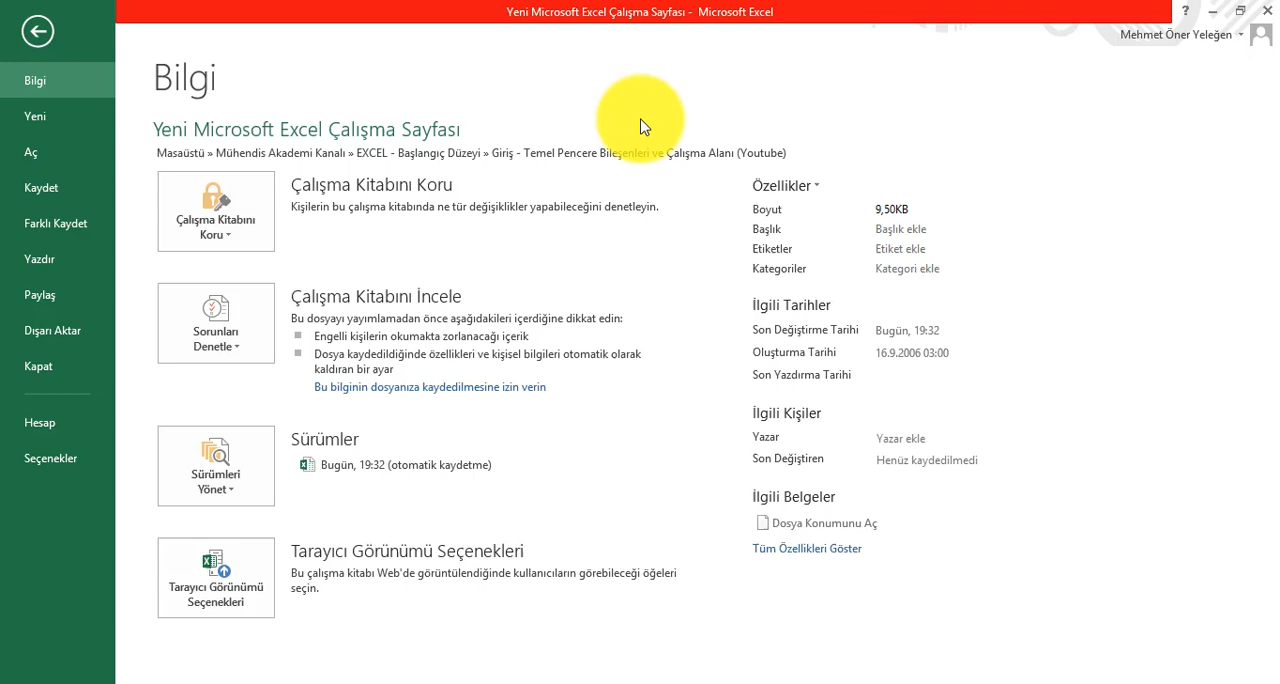 Yeni Microsoft Excel Çalışma Sayfası - Microsoft Excel
?
Mehmet Öner Yeleğen
Bilgi
Yeni
Aç
Kaydet
Farklı Kaydet
Yazdır
Paylaş
Dışarı Aktar
Kapat
Hesap
Seçenekler
Bilgi
Yeni Microsoft Excel Çalışma Sayfası
Masaüstü » Mühendis Akademi Kanalı » EXCEL - Başlangıç Düzeyi » Giriş - Temel Pencere Bileşenleri ve Çalışma Alanı (Youtube)
Çalışma Kitabını
Koru
Çalışma Kitabını Koru
Kişilerin bu çalışma kitabında ne tür değişiklikler yapabileceğini denetleyin.
Sorunları
Denetle
Çalışma Kitabını İncele
Bu dosyayı yayımlamadan önce aşağıdakileri içerdiğine dikkat edin:
Engelli kişilerin okumakta zorlanacağı içerik
Dosya kaydedildiğinde özellikleri ve kişisel bilgileri otomatik olarak
kaldıran bir ayar
Bu bilginin dosyanıza kaydedilmesine izin verin
Sürümleri
Yönet
Sürümler
Bugün, 19:32 (otomatik kaydetme)
Tarayıcı Görünümü
Seçenekleri
Tarayıcı Görünümü Seçenekleri
Bu çalışma kitabı Web'de görüntülendiğinde kullanıcıların görebileceği öğeleri
seçin.
Özellikler
Boyut 9,50KB
Başlık Başlık ekle
Etiketler Etiket ekle
Kategoriler Kategori ekle
İlgili Tarihler
Son Değiştirme Tarihi Bugün, 19:32
Oluşturma Tarihi 16.9.2006 03:00
Son Yazdırma Tarihi
İlgili Kişiler
Yazar Yazar ekle
Son Değiştiren Henüz kaydedilmedi
İlgili Belgeler
Dosya Konumunu Aç
Tüm Özellikleri Göster